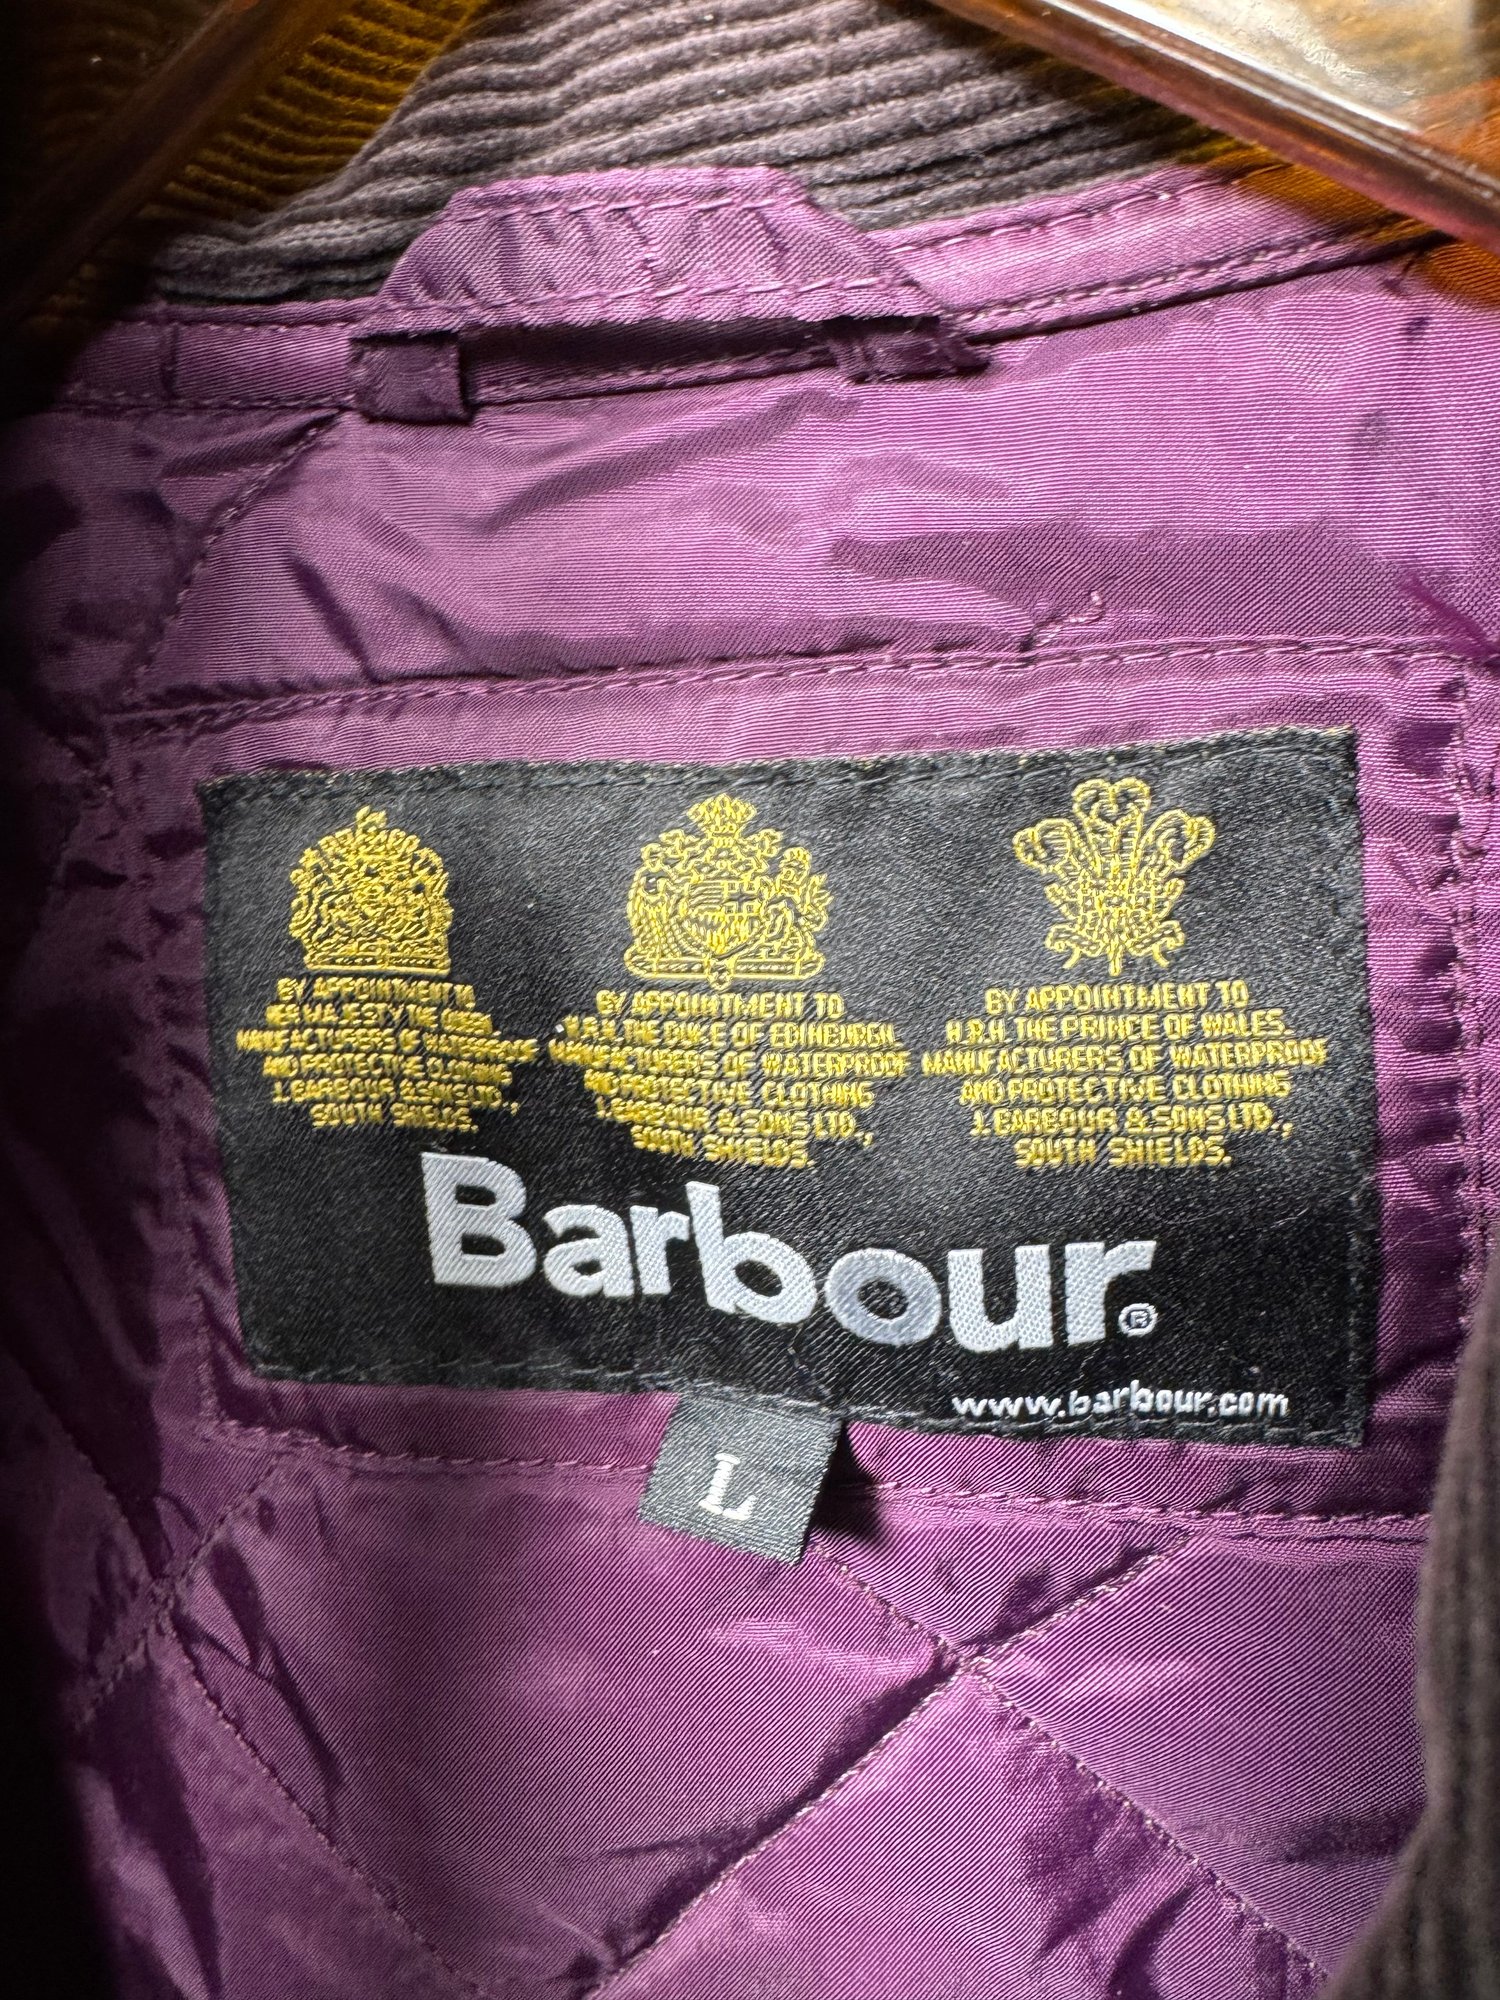 BY APPOINTMENT TO
HER MAJESTY THE QUEEN,
MANUFACTURERS OF WATERPROOF
AND PROTECTIVE CLOTHING
J. BARBOUR & SONS LTD.,
SOUTH SHIELDS.
BY APPOINTMENT TO
H.R.H. THE DUKE OF EDINBURGH.
MANUFACTURERS OF WATERPROOF
AND PROTECTIVE CLOTHING
J. BARBOUR & SONS LTD.,
SOUTH SHIELDS.
BY APPOINTMENT TO
H.R.H. THE PRINCE OF WALES.
MANUFACTURERS OF WATERPROOF
AND PROTECTIVE CLOTHING
J. BARBOUR & SONS LTD.,
SOUTH SHIELDS.
Barbour®
www.barbour.com
L